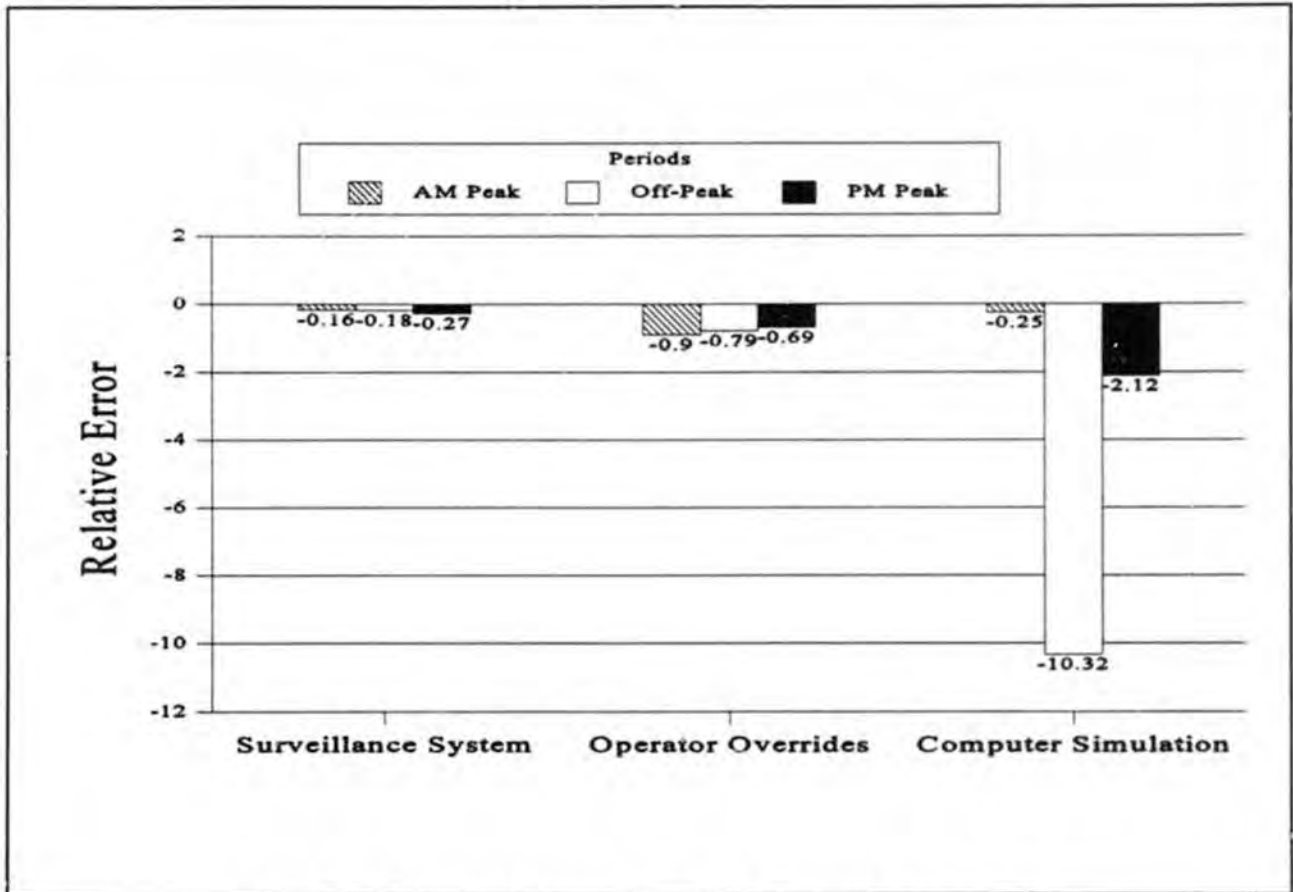 Periods
AM Peak Off-Peak PM Peak
2
0
-2
-4
-6
-8
-10
-12
Relative Error
-0.16 -0.18 -0.27
-0.9 -0.79 -0.69
-0.25
-10.32
-2.12
Surveillance System Operator Overrides Computer Simulation